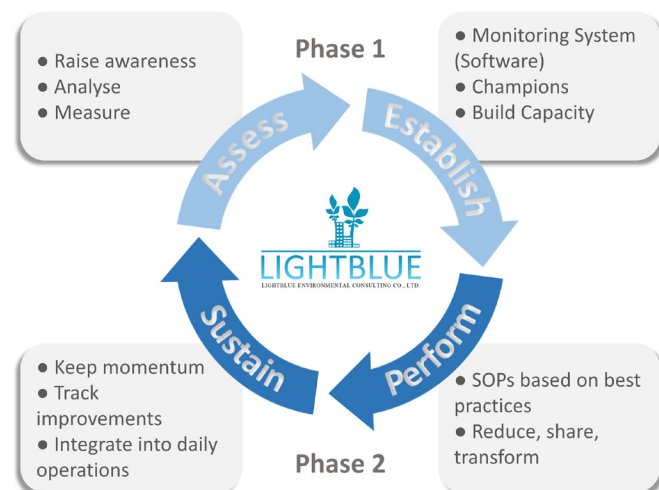 Phase 1
● Raise awareness
● Analyse
● Measure
● Monitoring System
(Software)
● Champions
● Build Capacity
Assess
Establish
LIGHTBLUE
LIGHTBLUE ENVIRONMENTAL CONSULTING CO., LTD.
Sustain
Perform
● Keep momentum
● Track
improvements
● Integrate into daily
operations
● SOPs based on best
practices
● Reduce, share,
transform
Phase 2